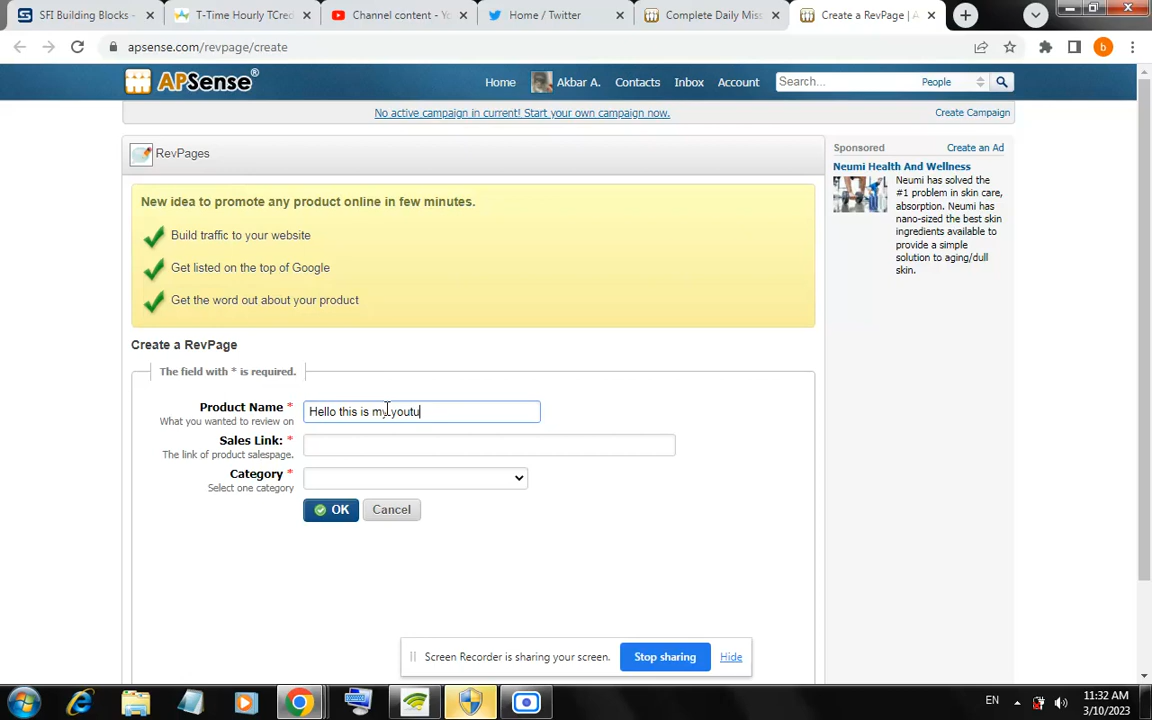 SFI Building Blocks -
T-Time Hourly TCred
Channel content - Yo
Home / Twitter
Complete Daily Miss
Create a RevPage | A
apsense.com/revpage/create
b
APSense®
Home
Akbar A.
Contacts
Inbox
Account
Search...
People
No active campaign in current! Start your own campaign now.
Create Campaign
RevPages
Sponsored
Create an Ad
Neumi Health And Wellness
Neumi has solved the
#1 problem in skin care,
absorption. Neumi has
nano-sized the best skin
ingredients available to
provide a simple
solution to aging/dull
skin.
New idea to promote any product online in few minutes.
Build traffic to your website
Get listed on the top of Google
Get the word out about your product
Create a RevPage
The field with * is required.
Product Name *
What you wanted to review on
Hello this is my youtu
Sales Link: *
The link of product salespage.
Category *
Select one category
OK
Cancel
Screen Recorder is sharing your screen.
Stop sharing
Hide
EN
11:32 AM
3/10/2023